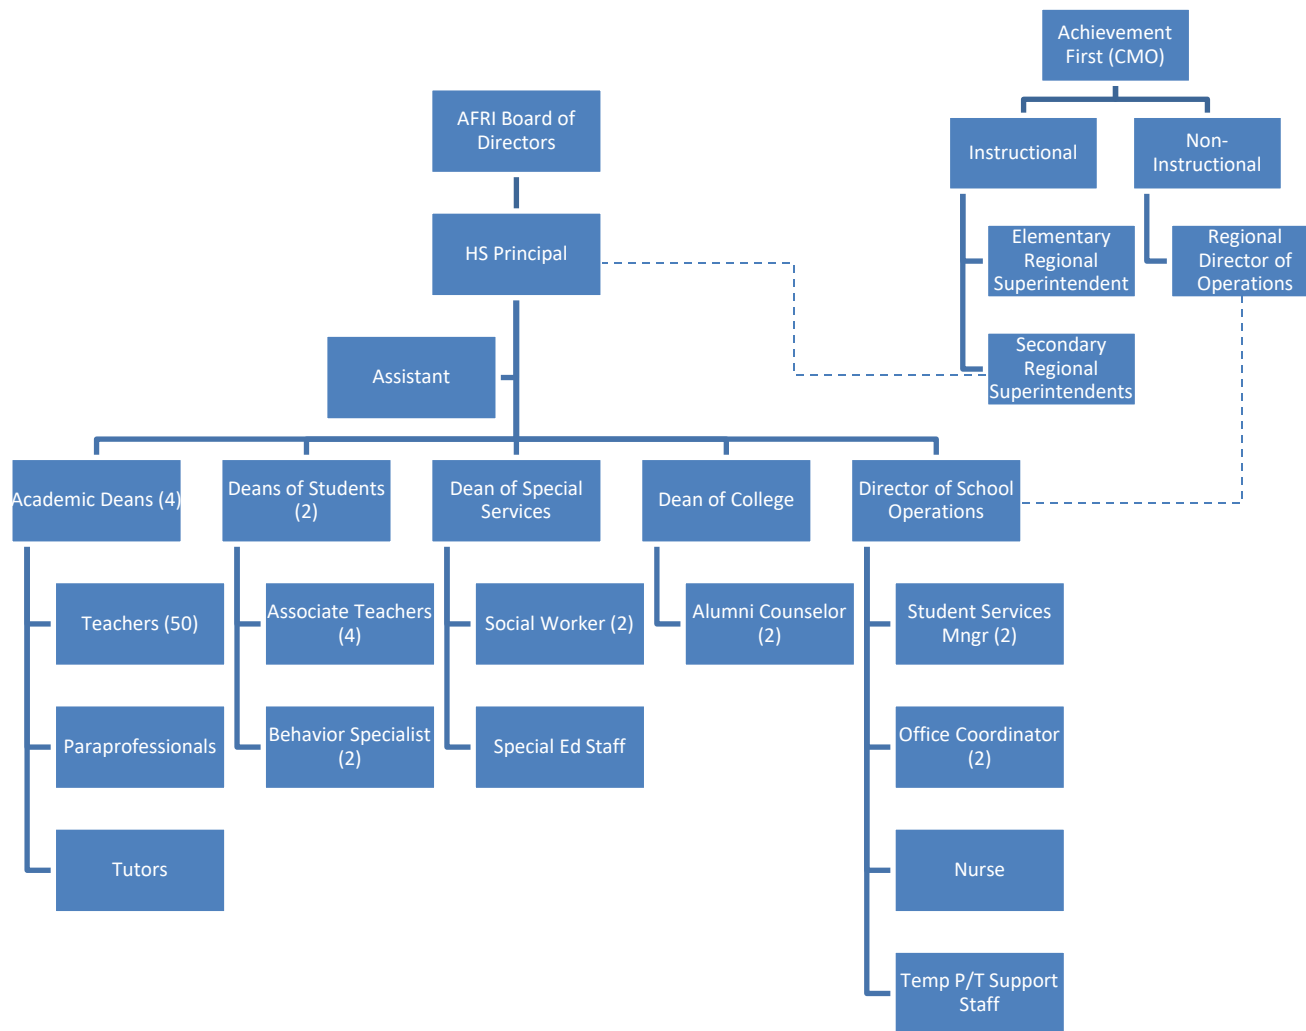 Achievement
First (CMO)
AFRI Board of
Directors
Instructional
Non-
Instructional
HS Principal
Elementary
Regional
Superintendent
Regional
Director of
Operations
Assistant
Secondary
Regional
Superintendents
Academic Deans (4)
Deans of Students
(2)
Dean of Special
Services
Dean of College
Director of School
Operations
Teachers (50)
Associate Teachers
(4)
Social Worker (2)
Alumni Counselor
(2)
Student Services
Mngr (2)
Paraprofessionals
Behavior Specialist
(2)
Special Ed Staff
Office Coordinator
(2)
Tutors
Nurse
Temp P/T Support
Staff